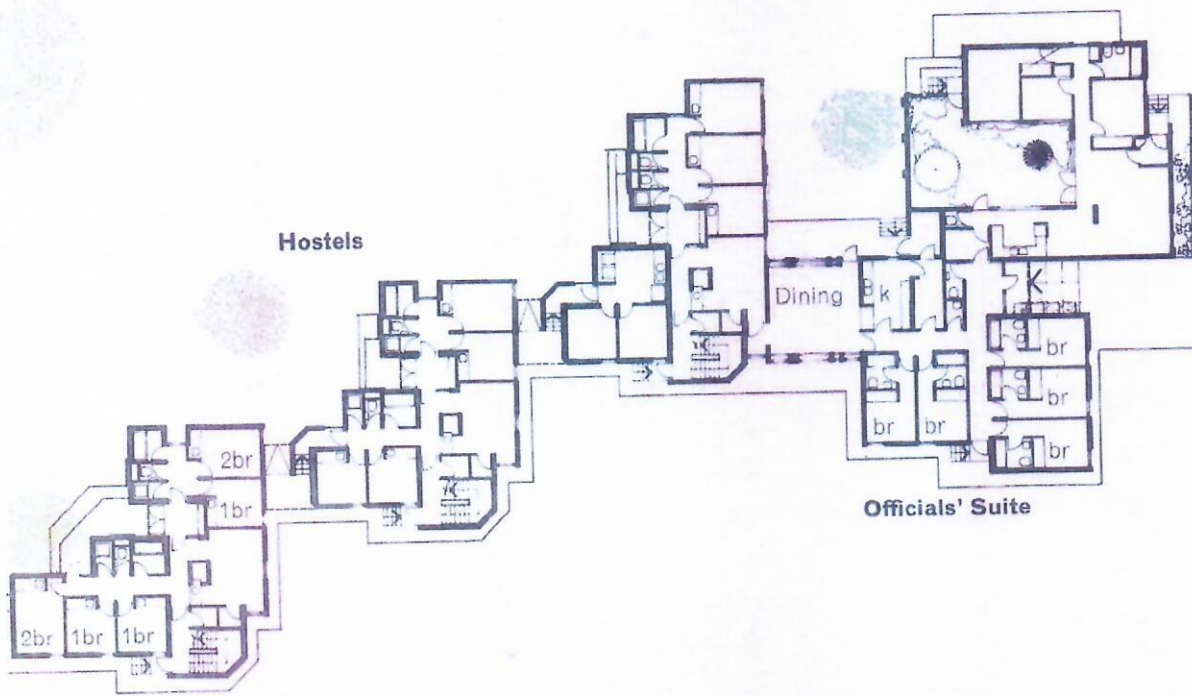 Hostels
Dining
k
br
br
br
br
br
Officials' Suite
2br
1br
2br
1br
1br